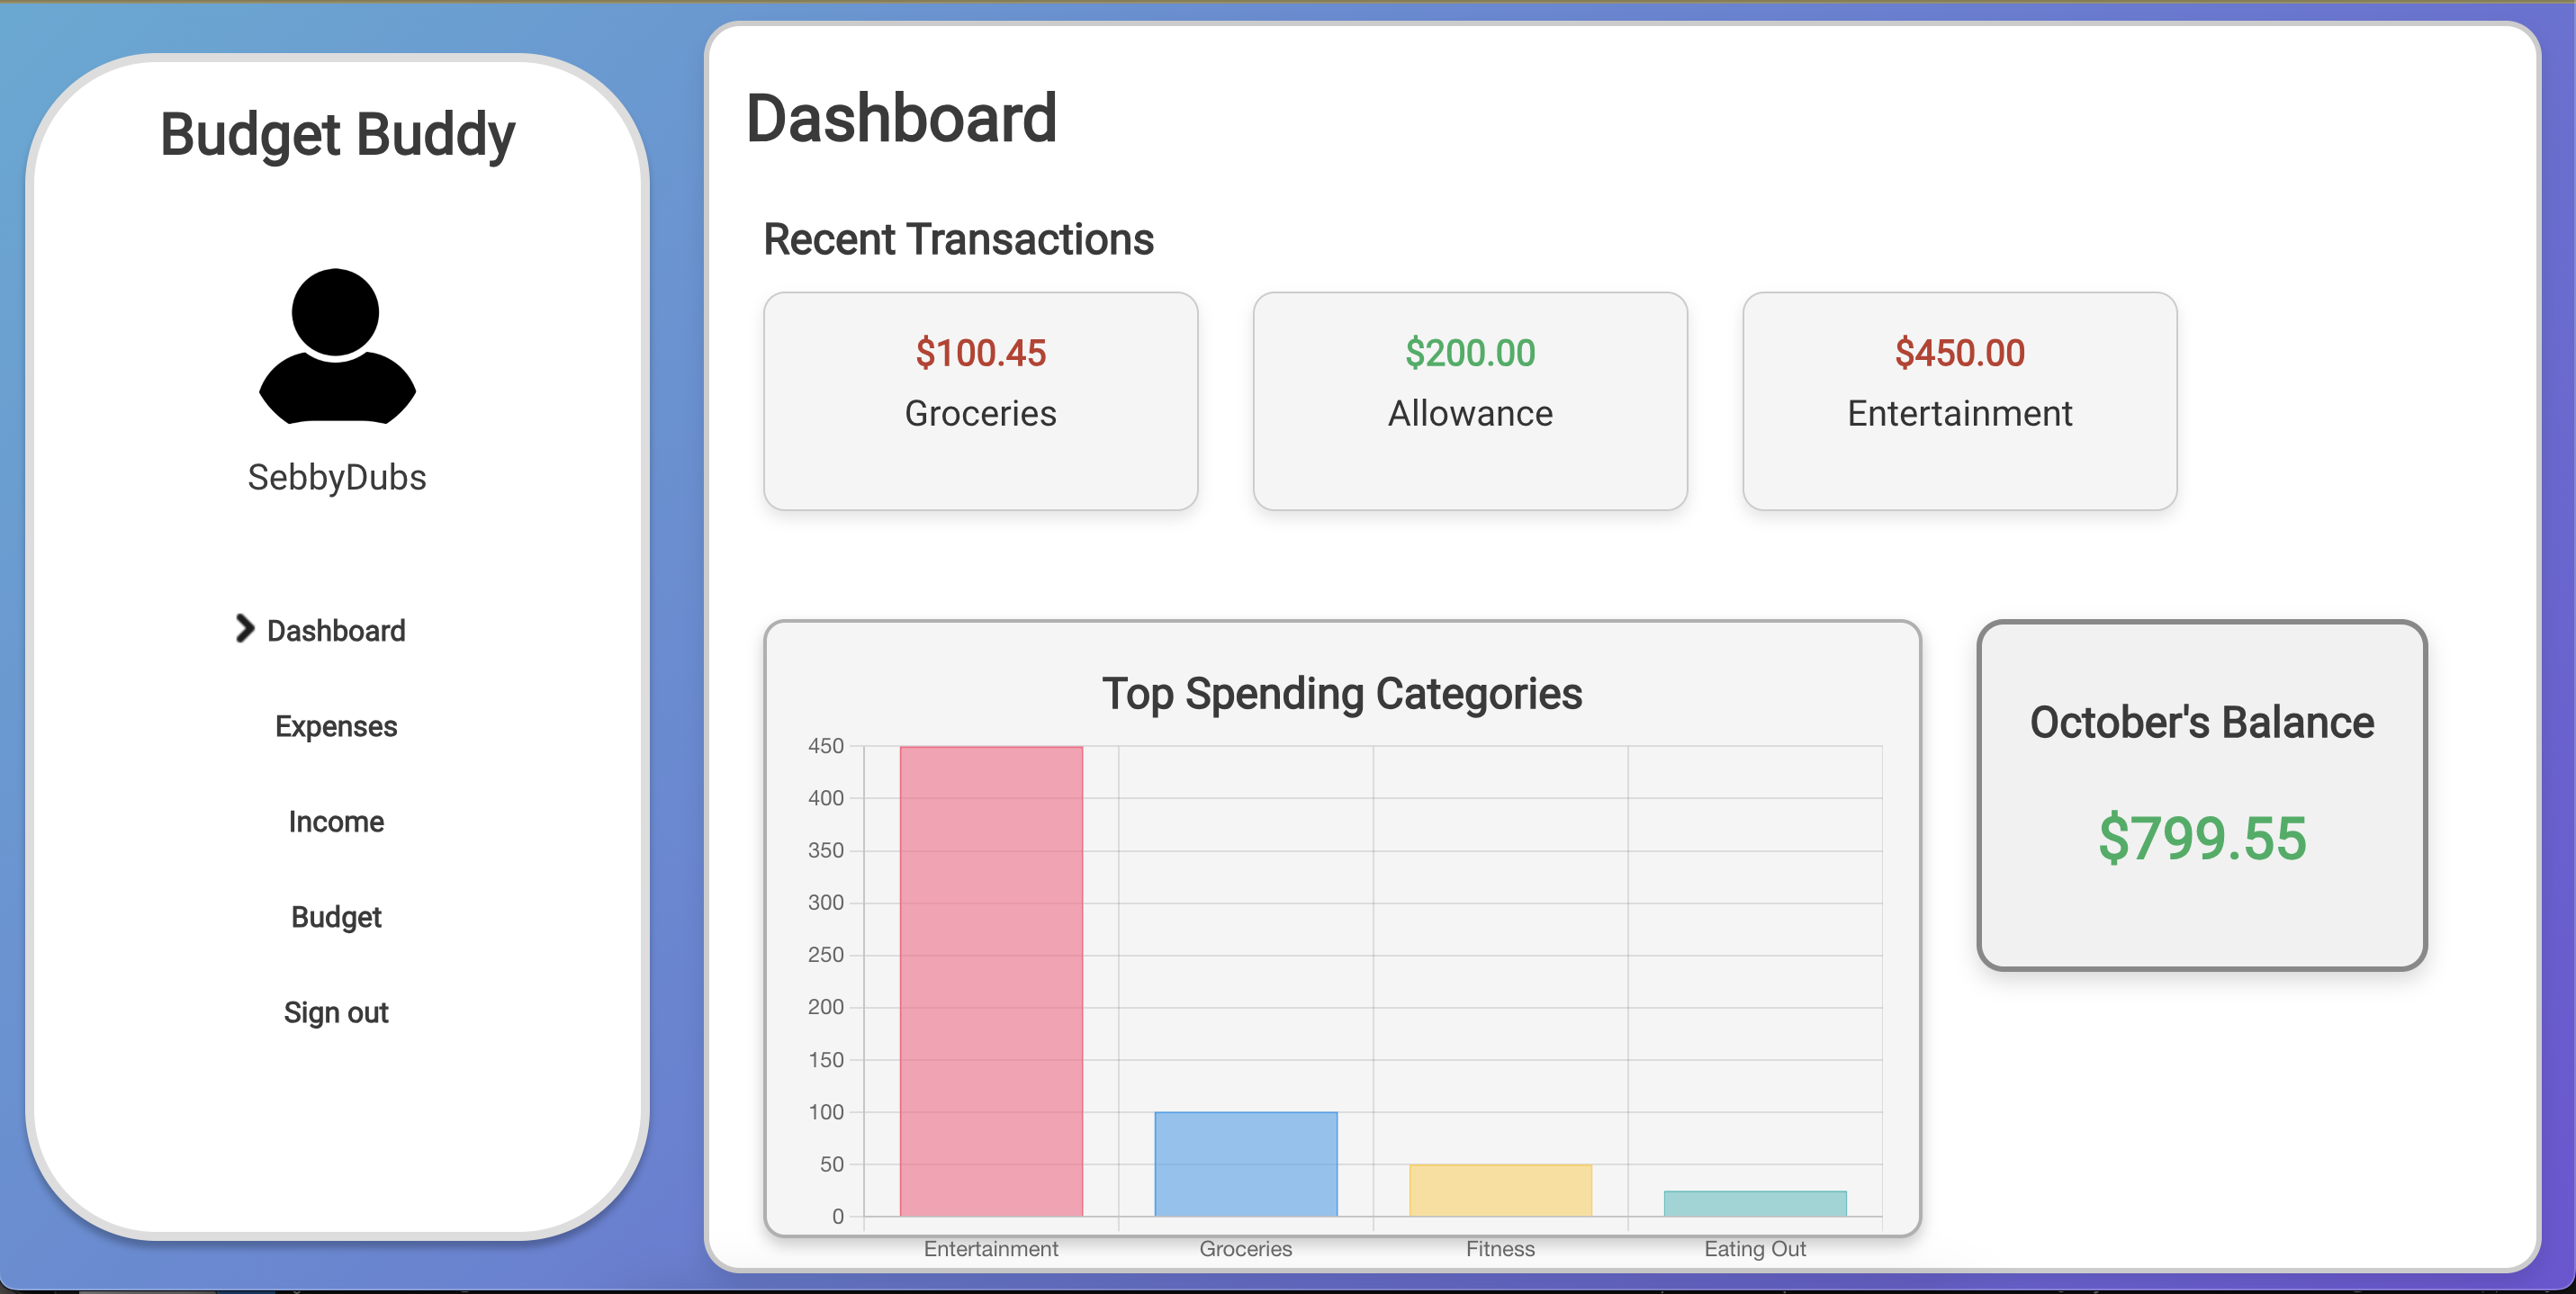 Budget Buddy
SebbyDubs
Dashboard
Expenses
Income
Budget
Sign out
Dashboard
Recent Transactions
$100.45
Groceries
$200.00
Allowance
$450.00
Entertainment
Top Spending Categories
450
400
350
300
250
200
150
100
50
0
Entertainment
Groceries
Fitness
Eating Out
October's Balance
$799.55